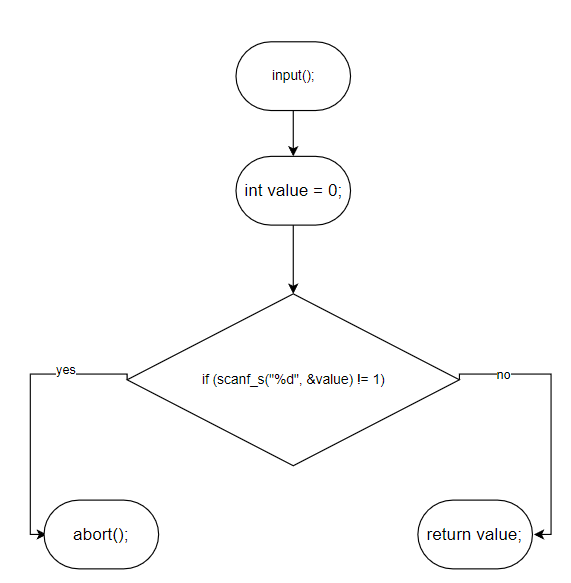 input();
int value = 0;
if (scanf_s("%d", &value) != 1)
yes
no
abort();
return value;